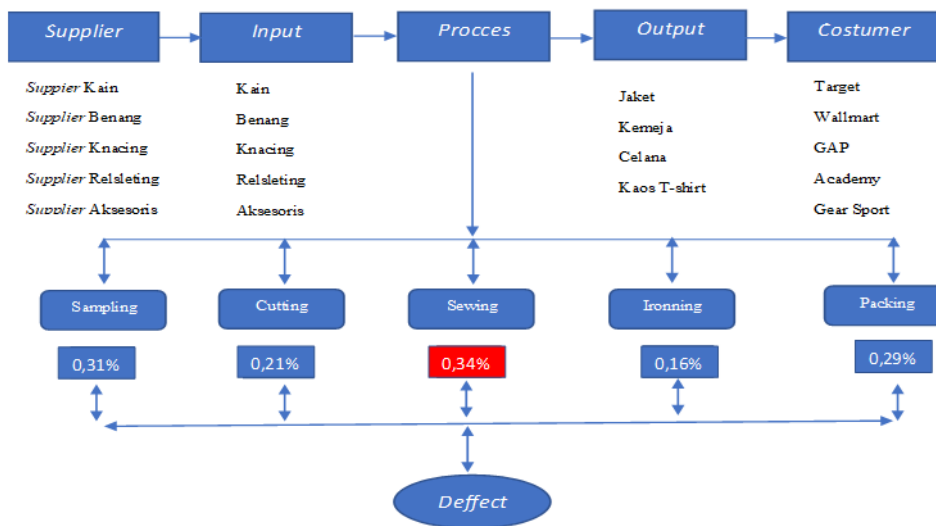 Supplier
Input
Procces
Output
Costumer
Suppier Kain
Supplier Benang
Supplier Knacing
Supplier Relsleting
Supplier Aksesoris
Kain
Benang
Knacing
Relsleting
Aksesoris
Jaket
Kemeja
Celana
Kaos T-shirt
Target
Wallmart
GAP
Academy
Gear Sport
Sampling
Cutting
Sewing
Ironning
Packing
0,31%
0,21%
0,34%
0,16%
0,29%
Deffect